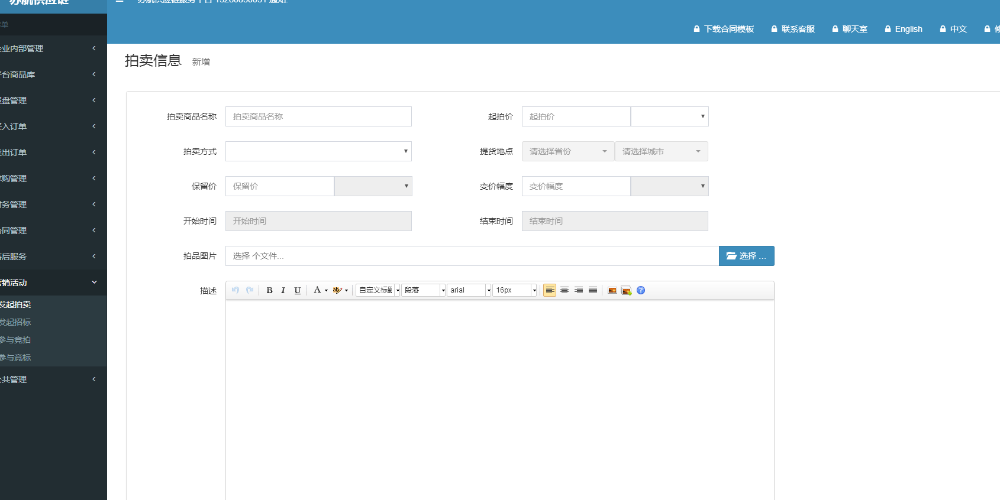 下载合同模板 联系客服 聊天室 English 中文
拍卖信息 新增
业内部管理
台商品库
盘管理
入订单
出订单
购管理
务管理
同管理
后服务
销活动
发起拍卖
发起招标
参与竞拍
参与竞标
共管理
拍卖商品名称 拍卖商品名称 起拍价 起拍价
拍卖方式 提货地点 请选择省份 请选择城市
保留价 保留价 变价幅度 变价幅度
开始时间 开始时间 结束时间 结束时间
拍品图片 选择 个文件... 选择 ...
描述 B I U A ab 自定义标题 段落 arial 16px